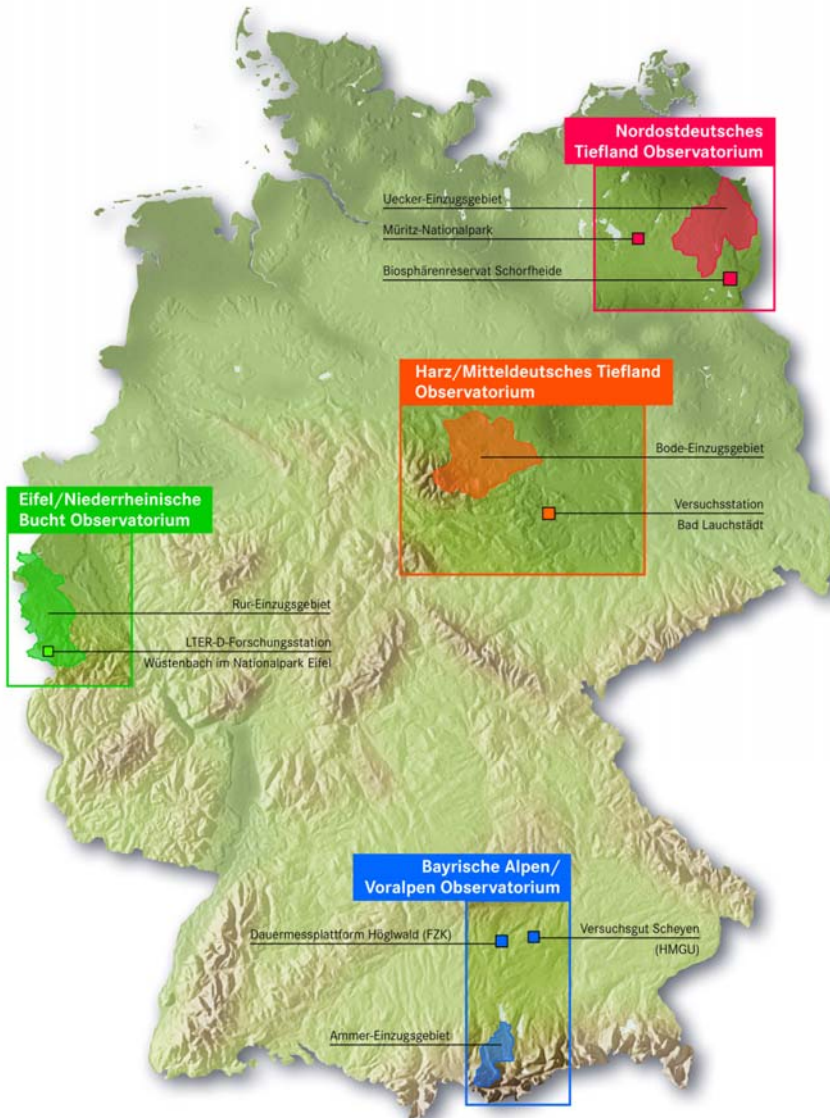 Nordostdeutsches
Tiefland Observatorium
Uecker-Einzugsgebiet
Müritz-Nationalpark
Biosphärenreservat Schorfheide
Harz/Mitteldeutsches Tiefland
Observatorium
Bode-Einzugsgebiet
Versuchsstation
Bad Lauchstädt
Eifel/Niederrheinische
Bucht Observatorium
Rur-Einzugsgebiet
LTER-D-Forschungsstation
Wüstenbach im Nationalpark Eifel
Bayrische Alpen/
Voralpen Observatorium
Dauermessplattform Höglwald (FZK)
Versuchsgut Scheyen
(HMGU)
Ammer-Einzugsgebiet